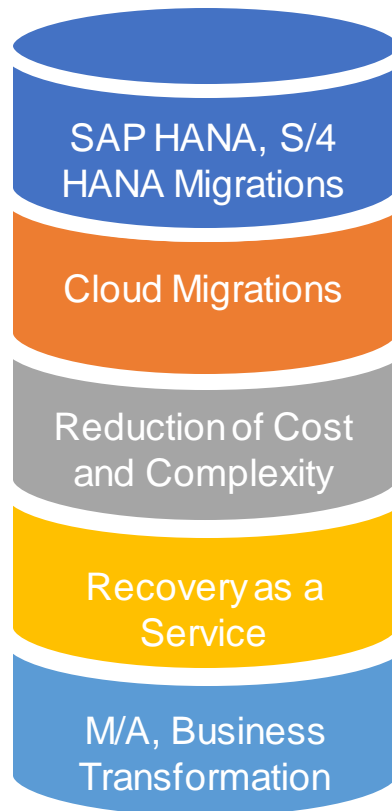 SAP HANA, S/4
HANA Migrations
Cloud Migrations
Reduction of Cost
and Complexity
Recovery as a
Service
M/A, Business
Transformation